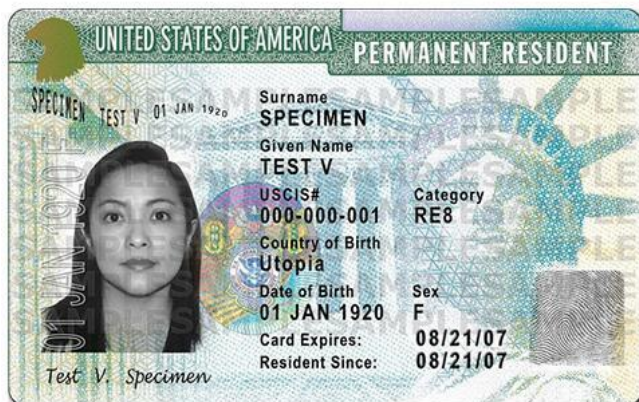 UNITED STATES OF AMERICA PERMANENT RESIDENT
SPECIMEN TEST V 01 JAN 1920
Surname
SPECIMEN
Given Name
TEST V
USCIS# Category
000-000-001 RE8
Country of Birth
Utopia
Date of Birth Sex
01 JAN 1920 F
Card Expires: 08/21/07
Resident Since: 08/21/07
01 JAN 1920 F
Test V. Specimen